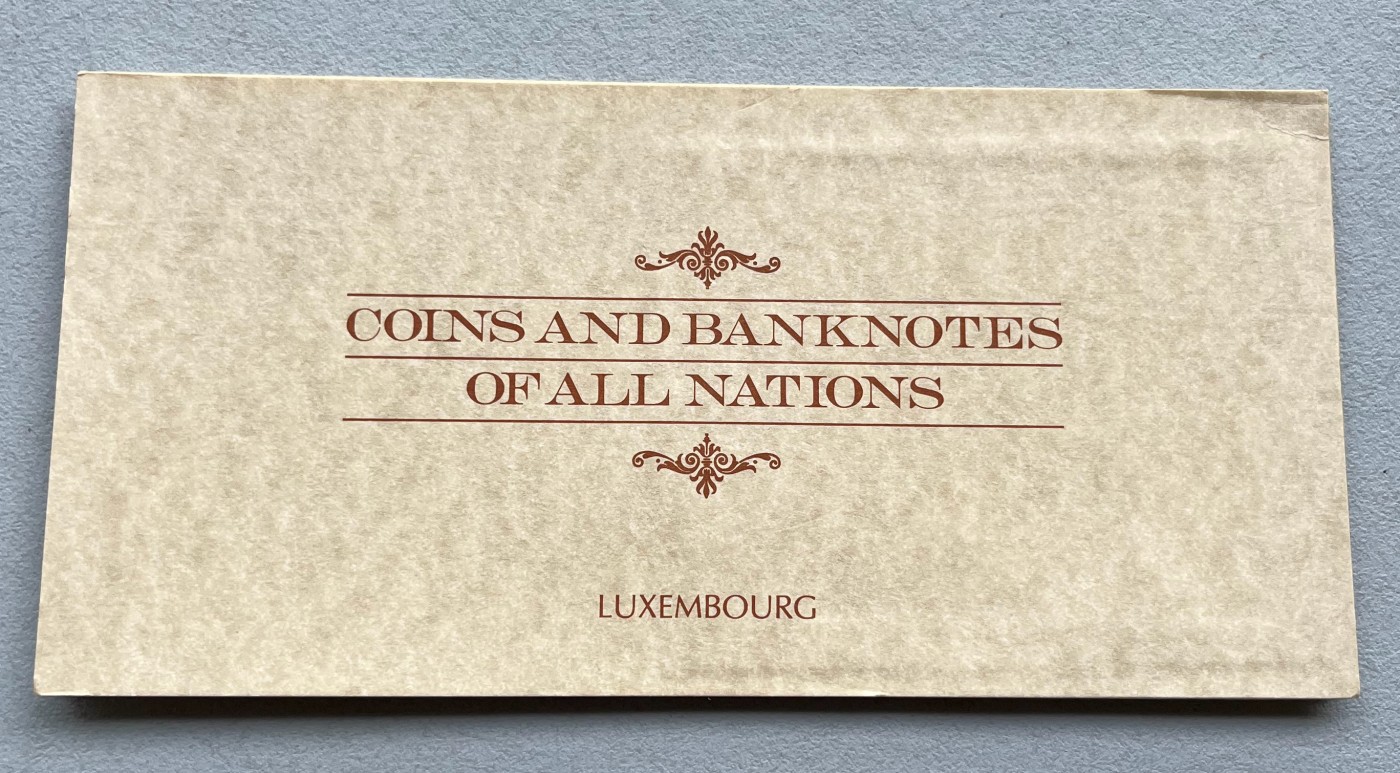 COINS AND BANKNOTES
OF ALL NATIONS
LUXEMBOURG